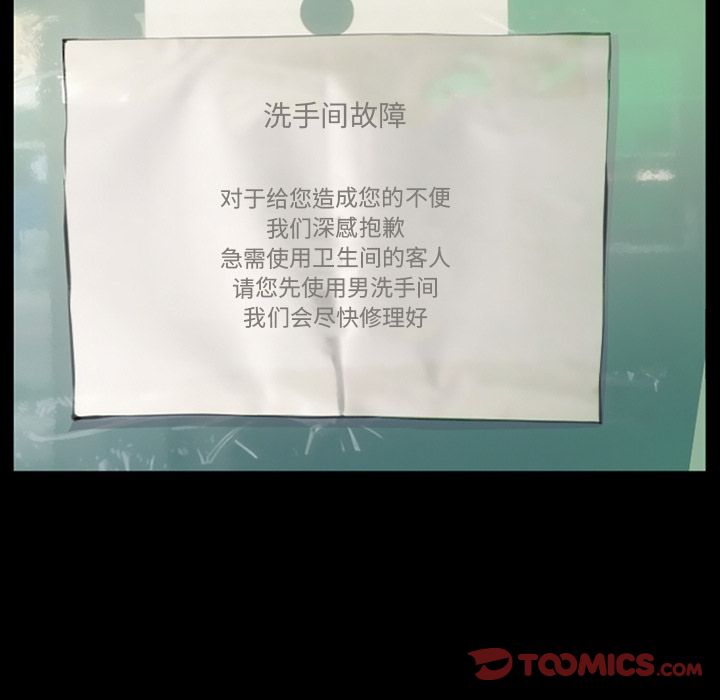 洗手间故障
对于给您造成您的不便
我们深感抱歉
急需使用卫生间的客人
请您先使用男洗手间
我们会尽快修理好
TOOMICS.COM